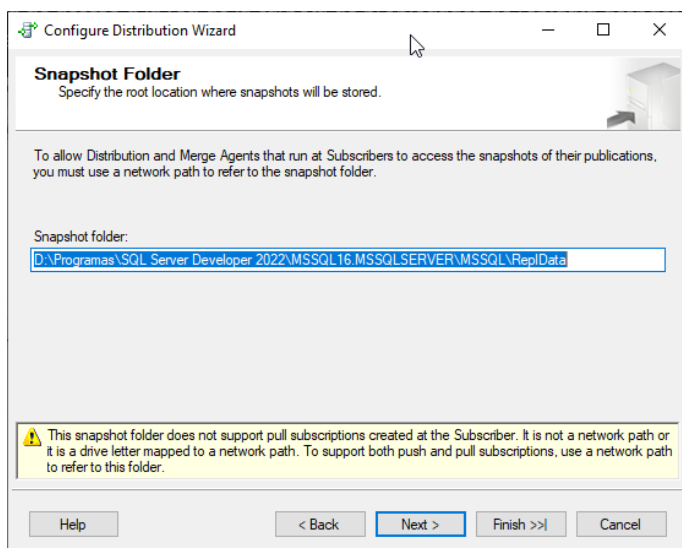 Configure Distribution Wizard
Snapshot Folder
Specify the root location where snapshots will be stored.
To allow Distribution and Merge Agents that run at Subscribers to access the snapshots of their publications,
you must use a network path to refer to the snapshot folder.
Snapshot folder:
D:\Programas\SQL Server Developer 2022\MSSQL16.MSSQLSERVER\MSSQL\ReplData
This snapshot folder does not support pull subscriptions created at the Subscriber. It is not a network path or
it is a drive letter mapped to a network path. To support both push and pull subscriptions, use a network path
to refer to this folder.
Help
< Back
Next >
Finish >>|
Cancel